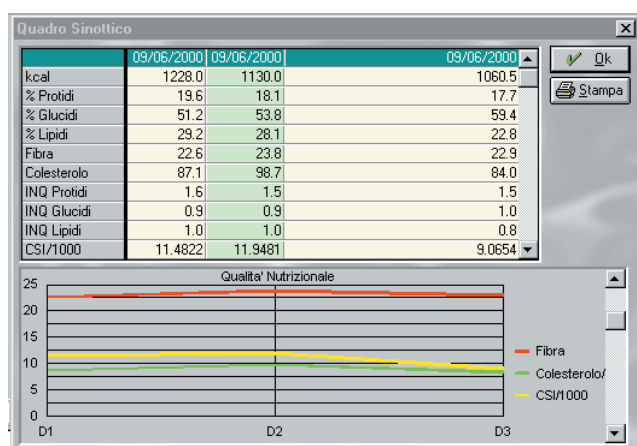 Quadro Sinottico
09/06/2000 09/06/2000 09/06/2000
Ok
Stampa
kcal 1228.0 1130.0 1060.5
% Protidi 19.6 18.1 17.7
% Glucidi 51.2 53.8 59.4
% Lipidi 29.2 28.1 22.8
Fibra 22.6 23.8 22.9
Colesterolo 87.1 98.7 84.0
INQ Protidi 1.6 1.5 1.5
INQ Glucidi 0.9 0.9 1.0
INQ Lipidi 1.0 1.0 0.8
CSI/1000 11.4822 11.9481 9.0654
Qualita' Nutrizionale
25
20
15
10
5
0
D1 D2 D3
Fibra
Colesterolo/
CSI/1000